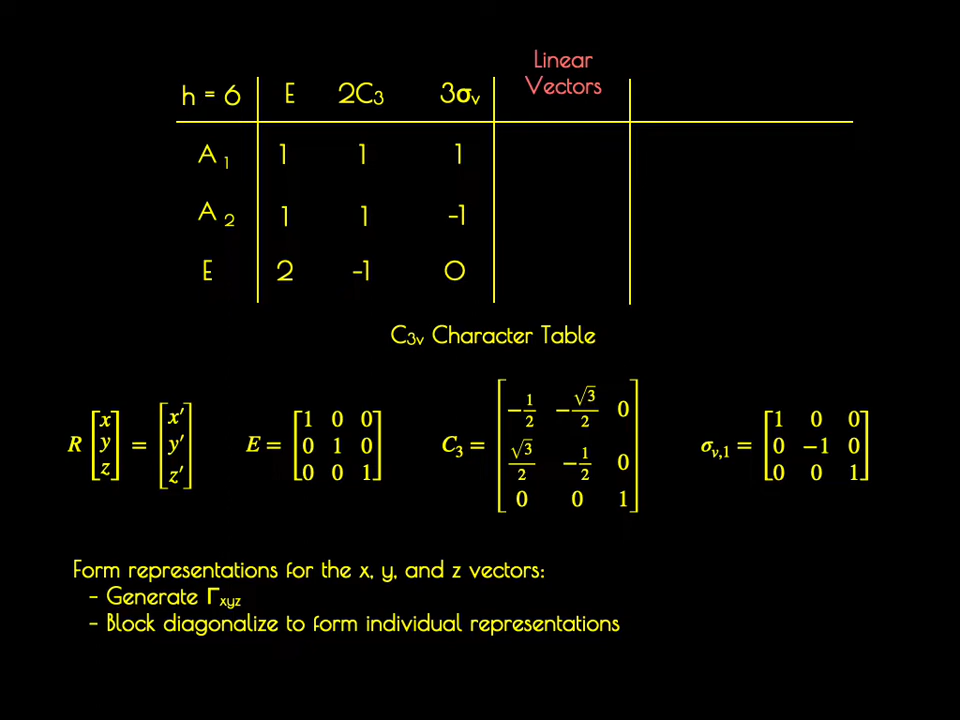 Linear
Vectors
h = 6 E 2C₃ 3σᵥ
A ₁ 1 1 1
A ₂ 1 1 -1
E 2 -1 0
C₃ᵥ Character Table
R [x y z] = [x′ y′ z′] E = [1 0 0; 0 1 0; 0 0 1] C₃ = [−1/2 −√3/2 0; √3/2 −1/2 0; 0 0 1] σᵥ,₁ = [1 0 0; 0 −1 0; 0 0 1]
Form representations for the x, y, and z vectors:
– Generate Γxyz
– Block diagonalize to form individual representations